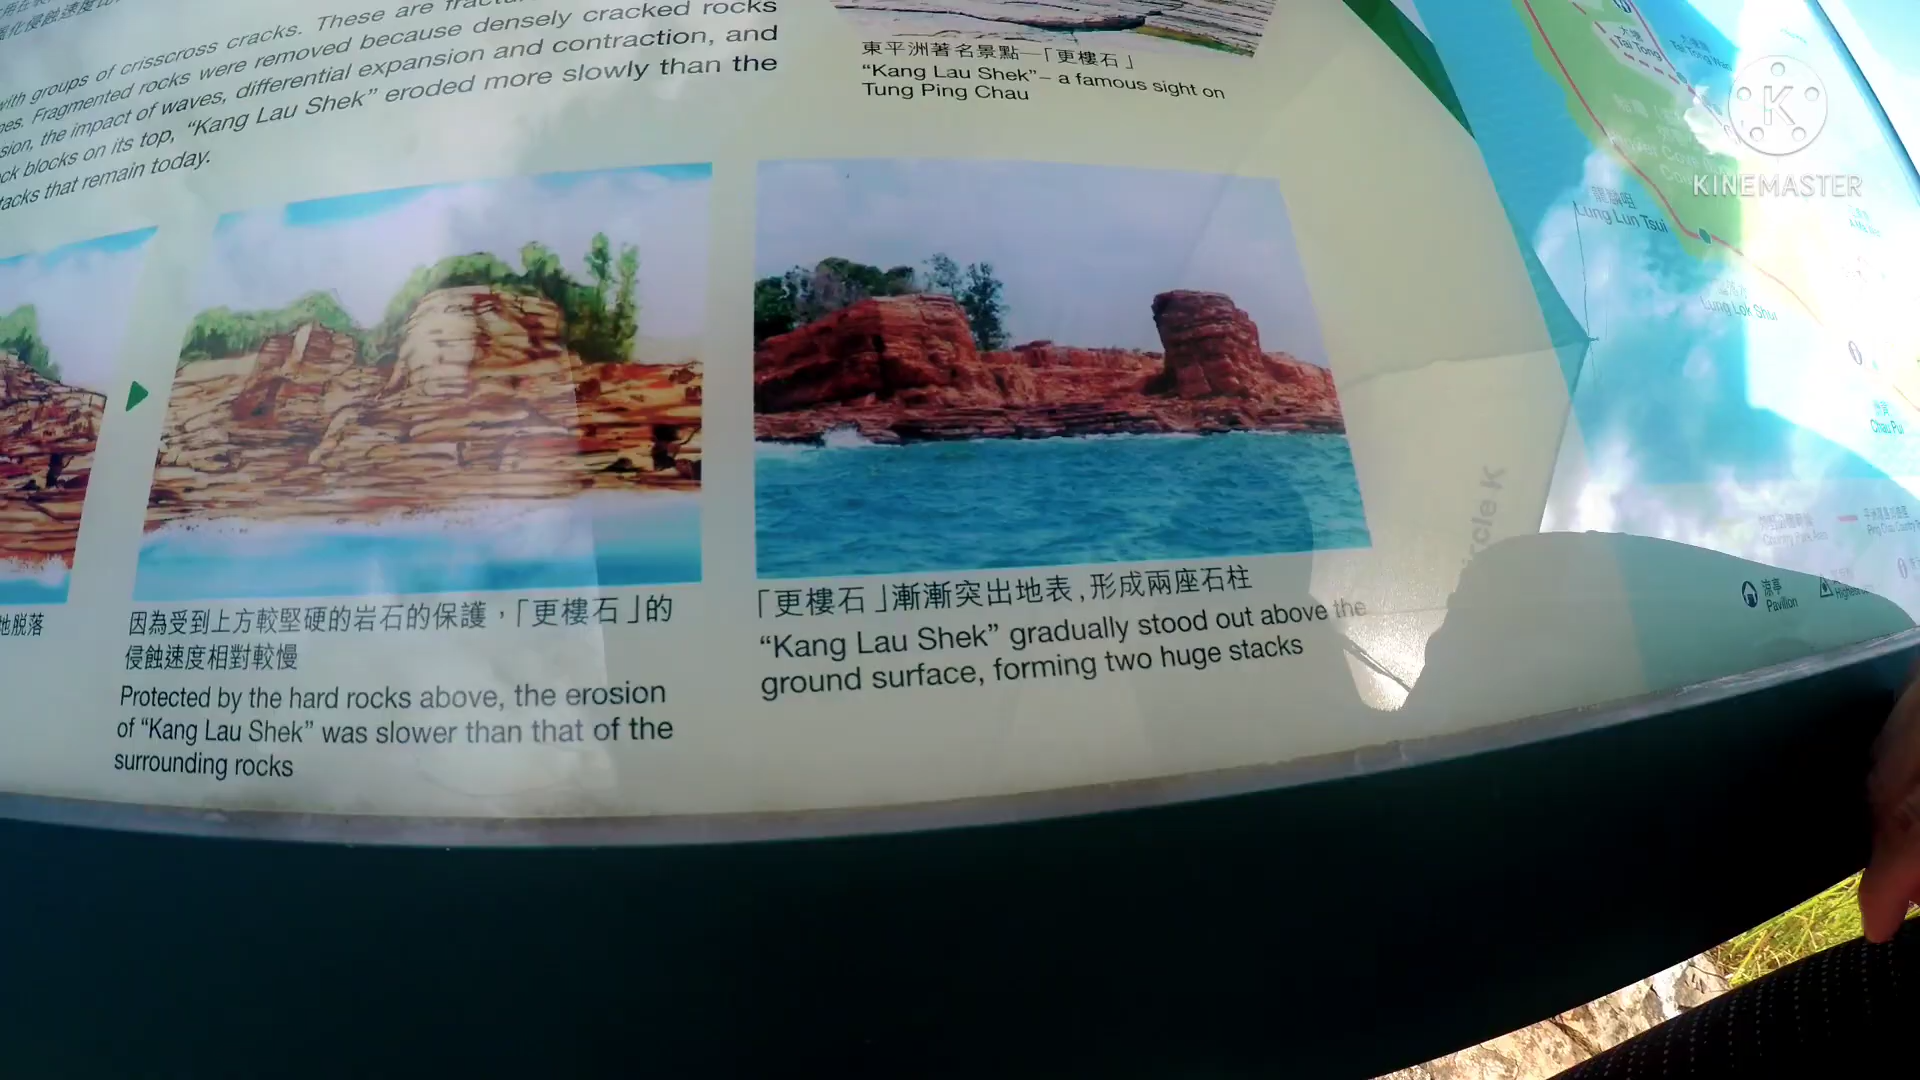 with groups of crisscross cracks. These are
Fragmented rocks were removed because densely cracked rocks
the impact of waves, differential expansion and contraction, and
blocks on its top, “Kang Lau Shek” eroded more slowly than the
that remain today.
東平洲著名景點—「更樓石」
“Kang Lau Shek” – a famous sight on
Tung Ping Chau
地脫落
因為受到上方較堅硬的岩石的保護，「更樓石」的
侵蝕速度相對較慢
Protected by the hard rocks above, the erosion
of “Kang Lau Shek” was slower than that of the
surrounding rocks
「更樓石」漸漸突出地表，形成兩座石柱
“Kang Lau Shek” gradually stood out above the
ground surface, forming two huge stacks
Tai Tong
K
KINEMASTER
Lung Lun Tsui
Lung Lok Shui
Chau Pui
涼亭
Pavilion